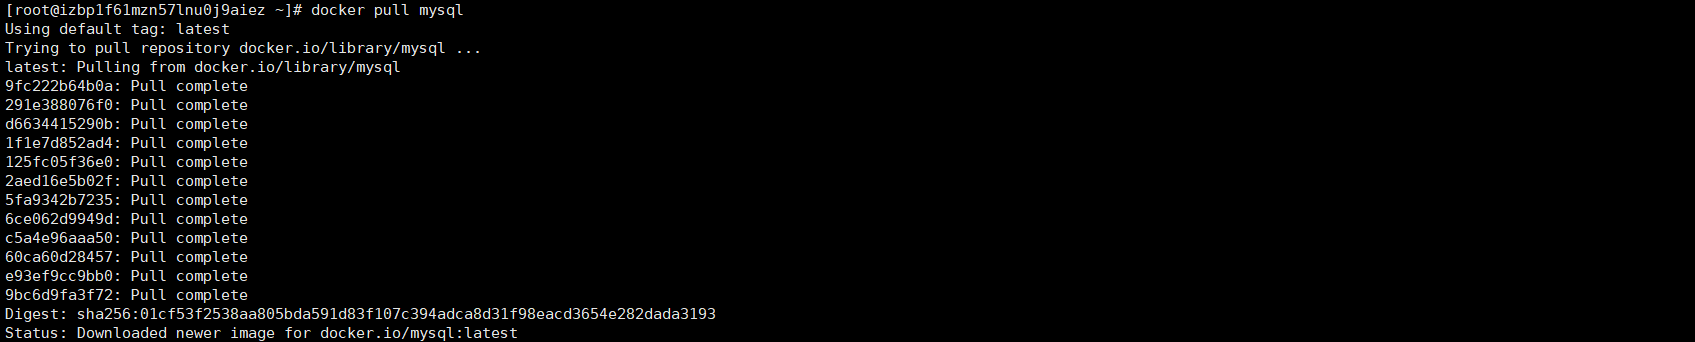 [root@izbp1f61mzn57lnu0j9aiez ~]# docker pull mysql
Using default tag: latest
Trying to pull repository docker.io/library/mysql ...
latest: Pulling from docker.io/library/mysql
9fc222b64b0a: Pull complete
291e388076f0: Pull complete
d6634415290b: Pull complete
1f1e7d852ad4: Pull complete
125fc05f36e0: Pull complete
2aed16e5b02f: Pull complete
5fa9342b7235: Pull complete
6ce062d9949d: Pull complete
c5a4e96aaa50: Pull complete
60ca60d28457: Pull complete
e93ef9cc9bb0: Pull complete
9bc6d9fa3f72: Pull complete
Digest: sha256:01cf53f2538aa805bda591d83f107c394adca8d31f98eacd3654e282dada3193
Status: Downloaded newer image for docker.io/mysql:latest